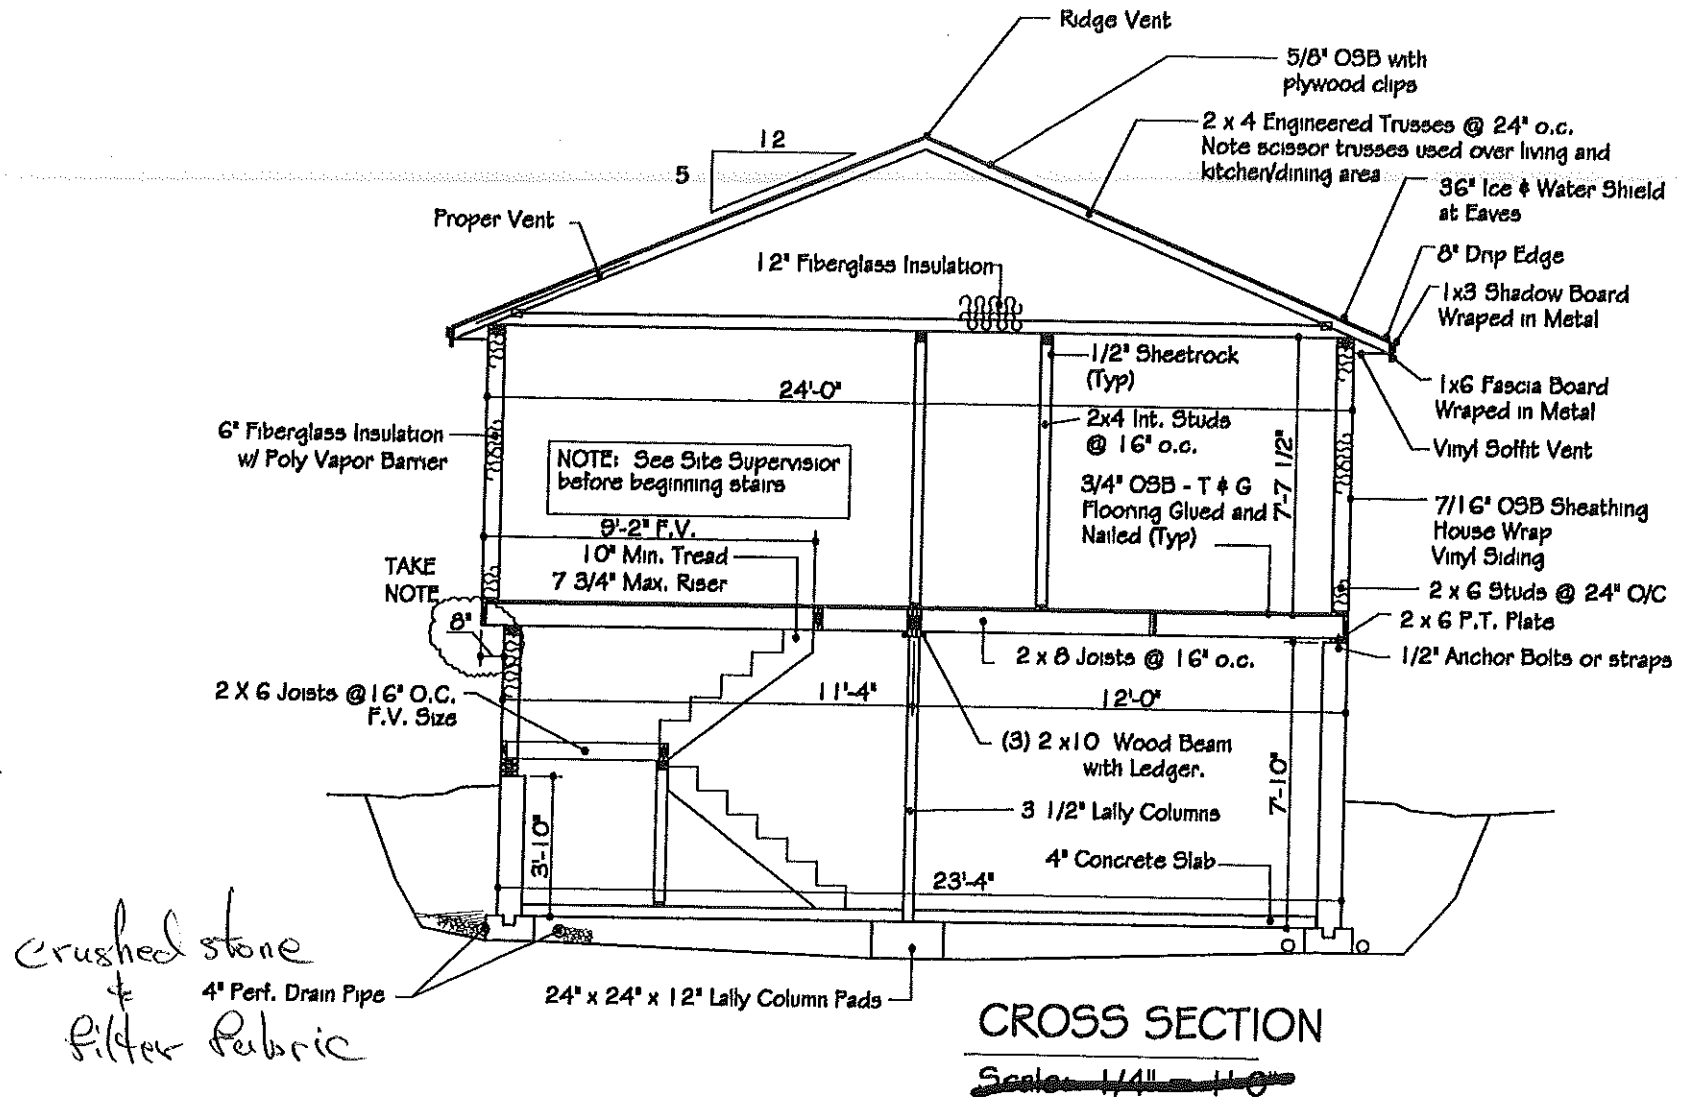 Ridge Vent
5/8" OSB with
plywood clips
12
5
2 x 4 Engineered Trusses @ 24" o.c.
Note scissor trusses used over living and
kitchen/dining area
36" Ice & Water Shield
at Eaves
Proper Vent
12" Fiberglass Insulation
8" Drip Edge
1x3 Shadow Board
Wraped in Metal
1/2" Sheetrock
(Typ)
1x6 Fascia Board
Wraped in Metal
24'-0"
2x4 Int. Studs
@ 16" o.c.
6" Fiberglass Insulation
w/ Poly Vapor Barrier
Vinyl Soffit Vent
NOTE: See Site Supervisior
before beginning stairs
7'-7 1/2"
3/4" OSB - T & G
Flooring Glued and
Nailed (Typ)
7/16" OSB Sheathing
House Wrap
Vinyl Siding
9'-2" F.V.
10" Min. Tread
7 3/4" Max. Riser
TAKE
NOTE
8"
2 x 6 Studs @ 24" O/C
2 x 6 P.T. Plate
2 x 8 Joists @ 16" o.c.
1/2" Anchor Bolts or straps
2 X 6 Joists @16" O.C.
F.V. Size
11'-4"
12'-0"
(3) 2 x10 Wood Beam
with Ledger.
7'-10"
3 1/2" Lally Columns
3'-10"
4" Concrete Slab
23'-4"
crushed stone
&
filter fabric
4" Perf. Drain Pipe
24" x 24" x 12" Lally Column Pads
CROSS SECTION
Scale: 1/4" = 1'-0"